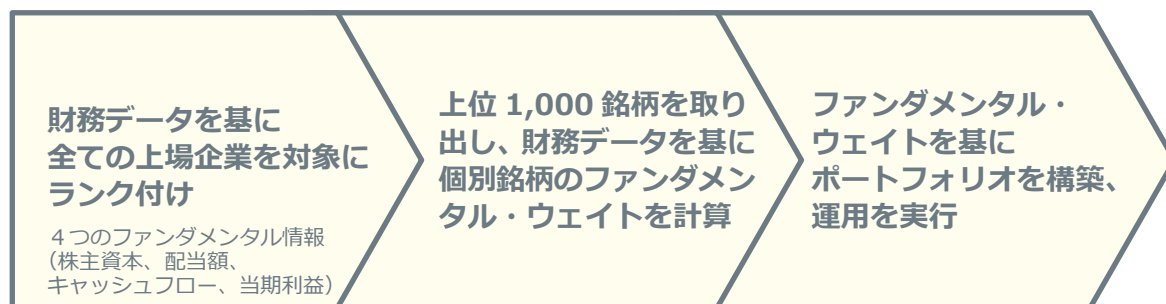 財務データを基に
全ての上場企業を対象に
ランク付け
４つのファンダメンタル情報
（株主資本、配当額、
キャッシュフロー、当期利益）
上位 1,000 銘柄を取り
出し、財務データを基に
個別銘柄のファンダメン
タル・ウェイトを計算
ファンダメンタル・
ウェイトを基に
ポートフォリオを構築、
運用を実行